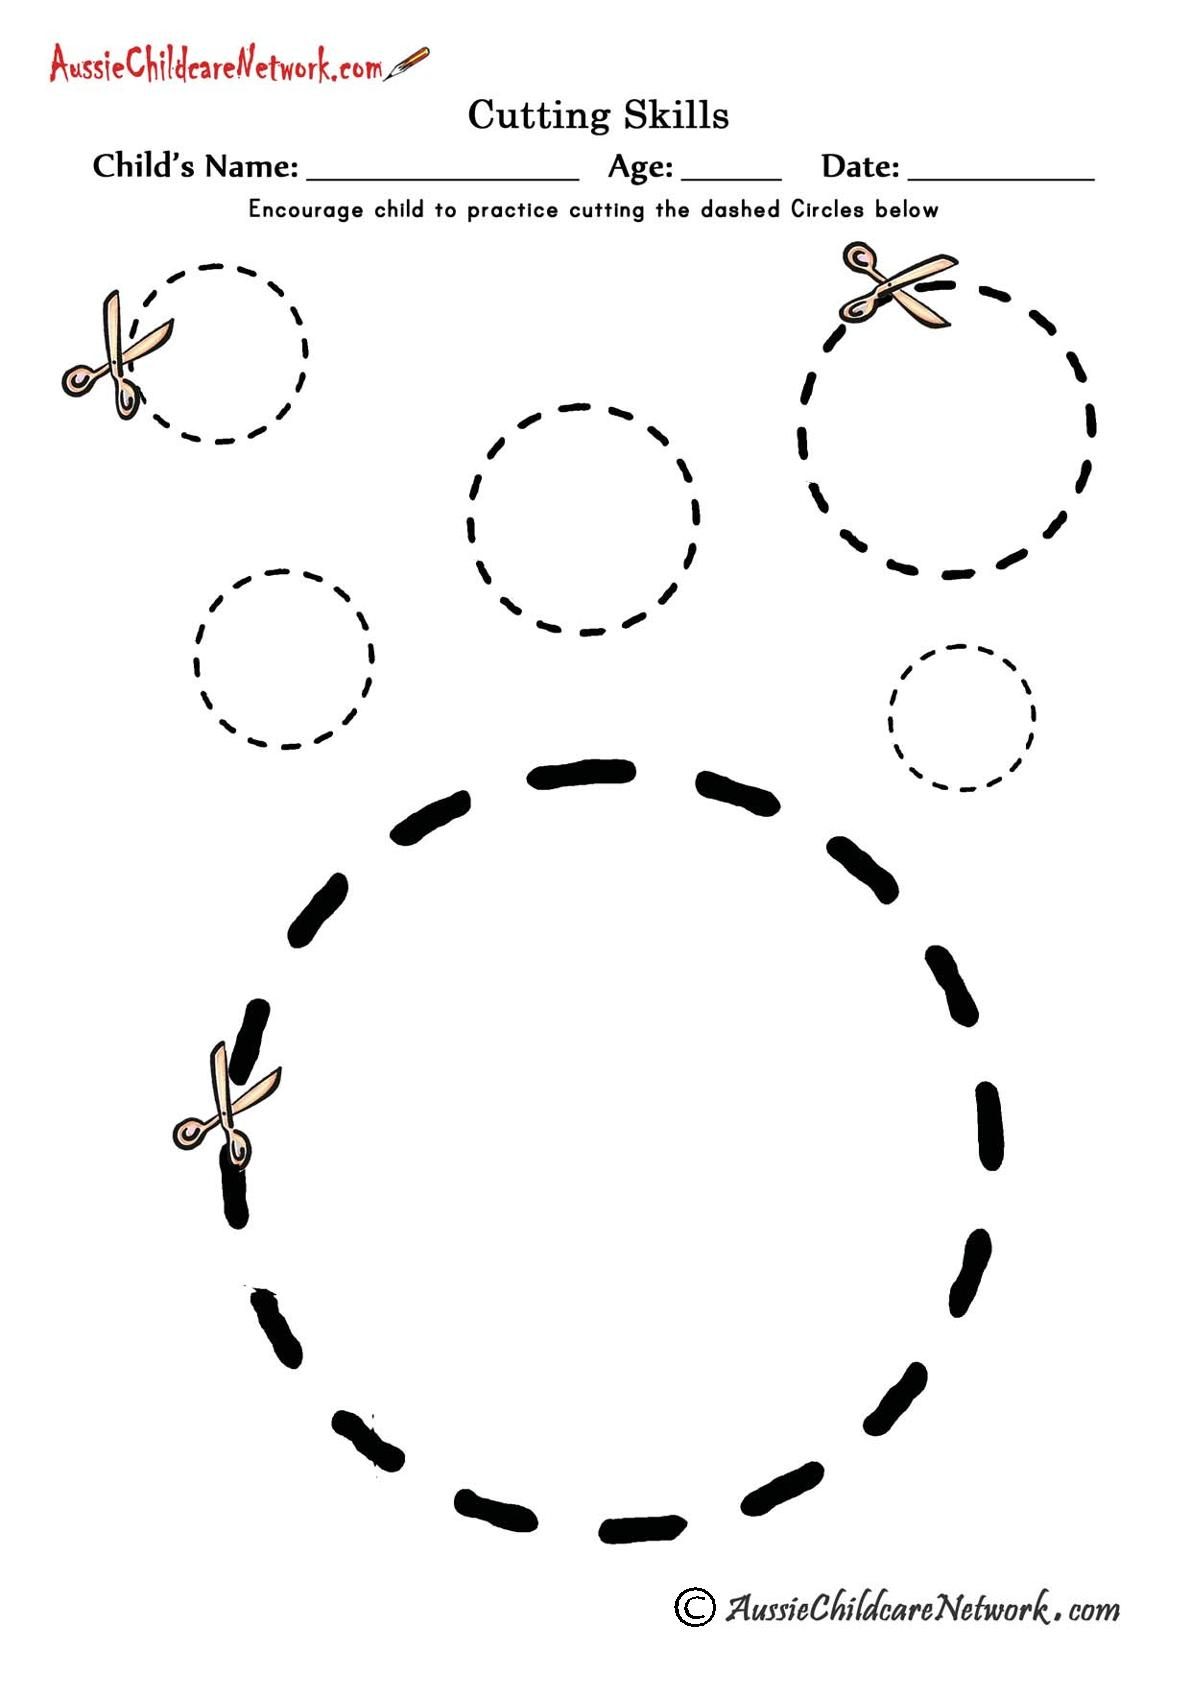 AussieChildcareNetwork.com
Cutting Skills
Child's Name: ________________ Age: ______ Date: ___________
Encourage child to practice cutting the dashed Circles below
© AussieChildcareNetwork.com